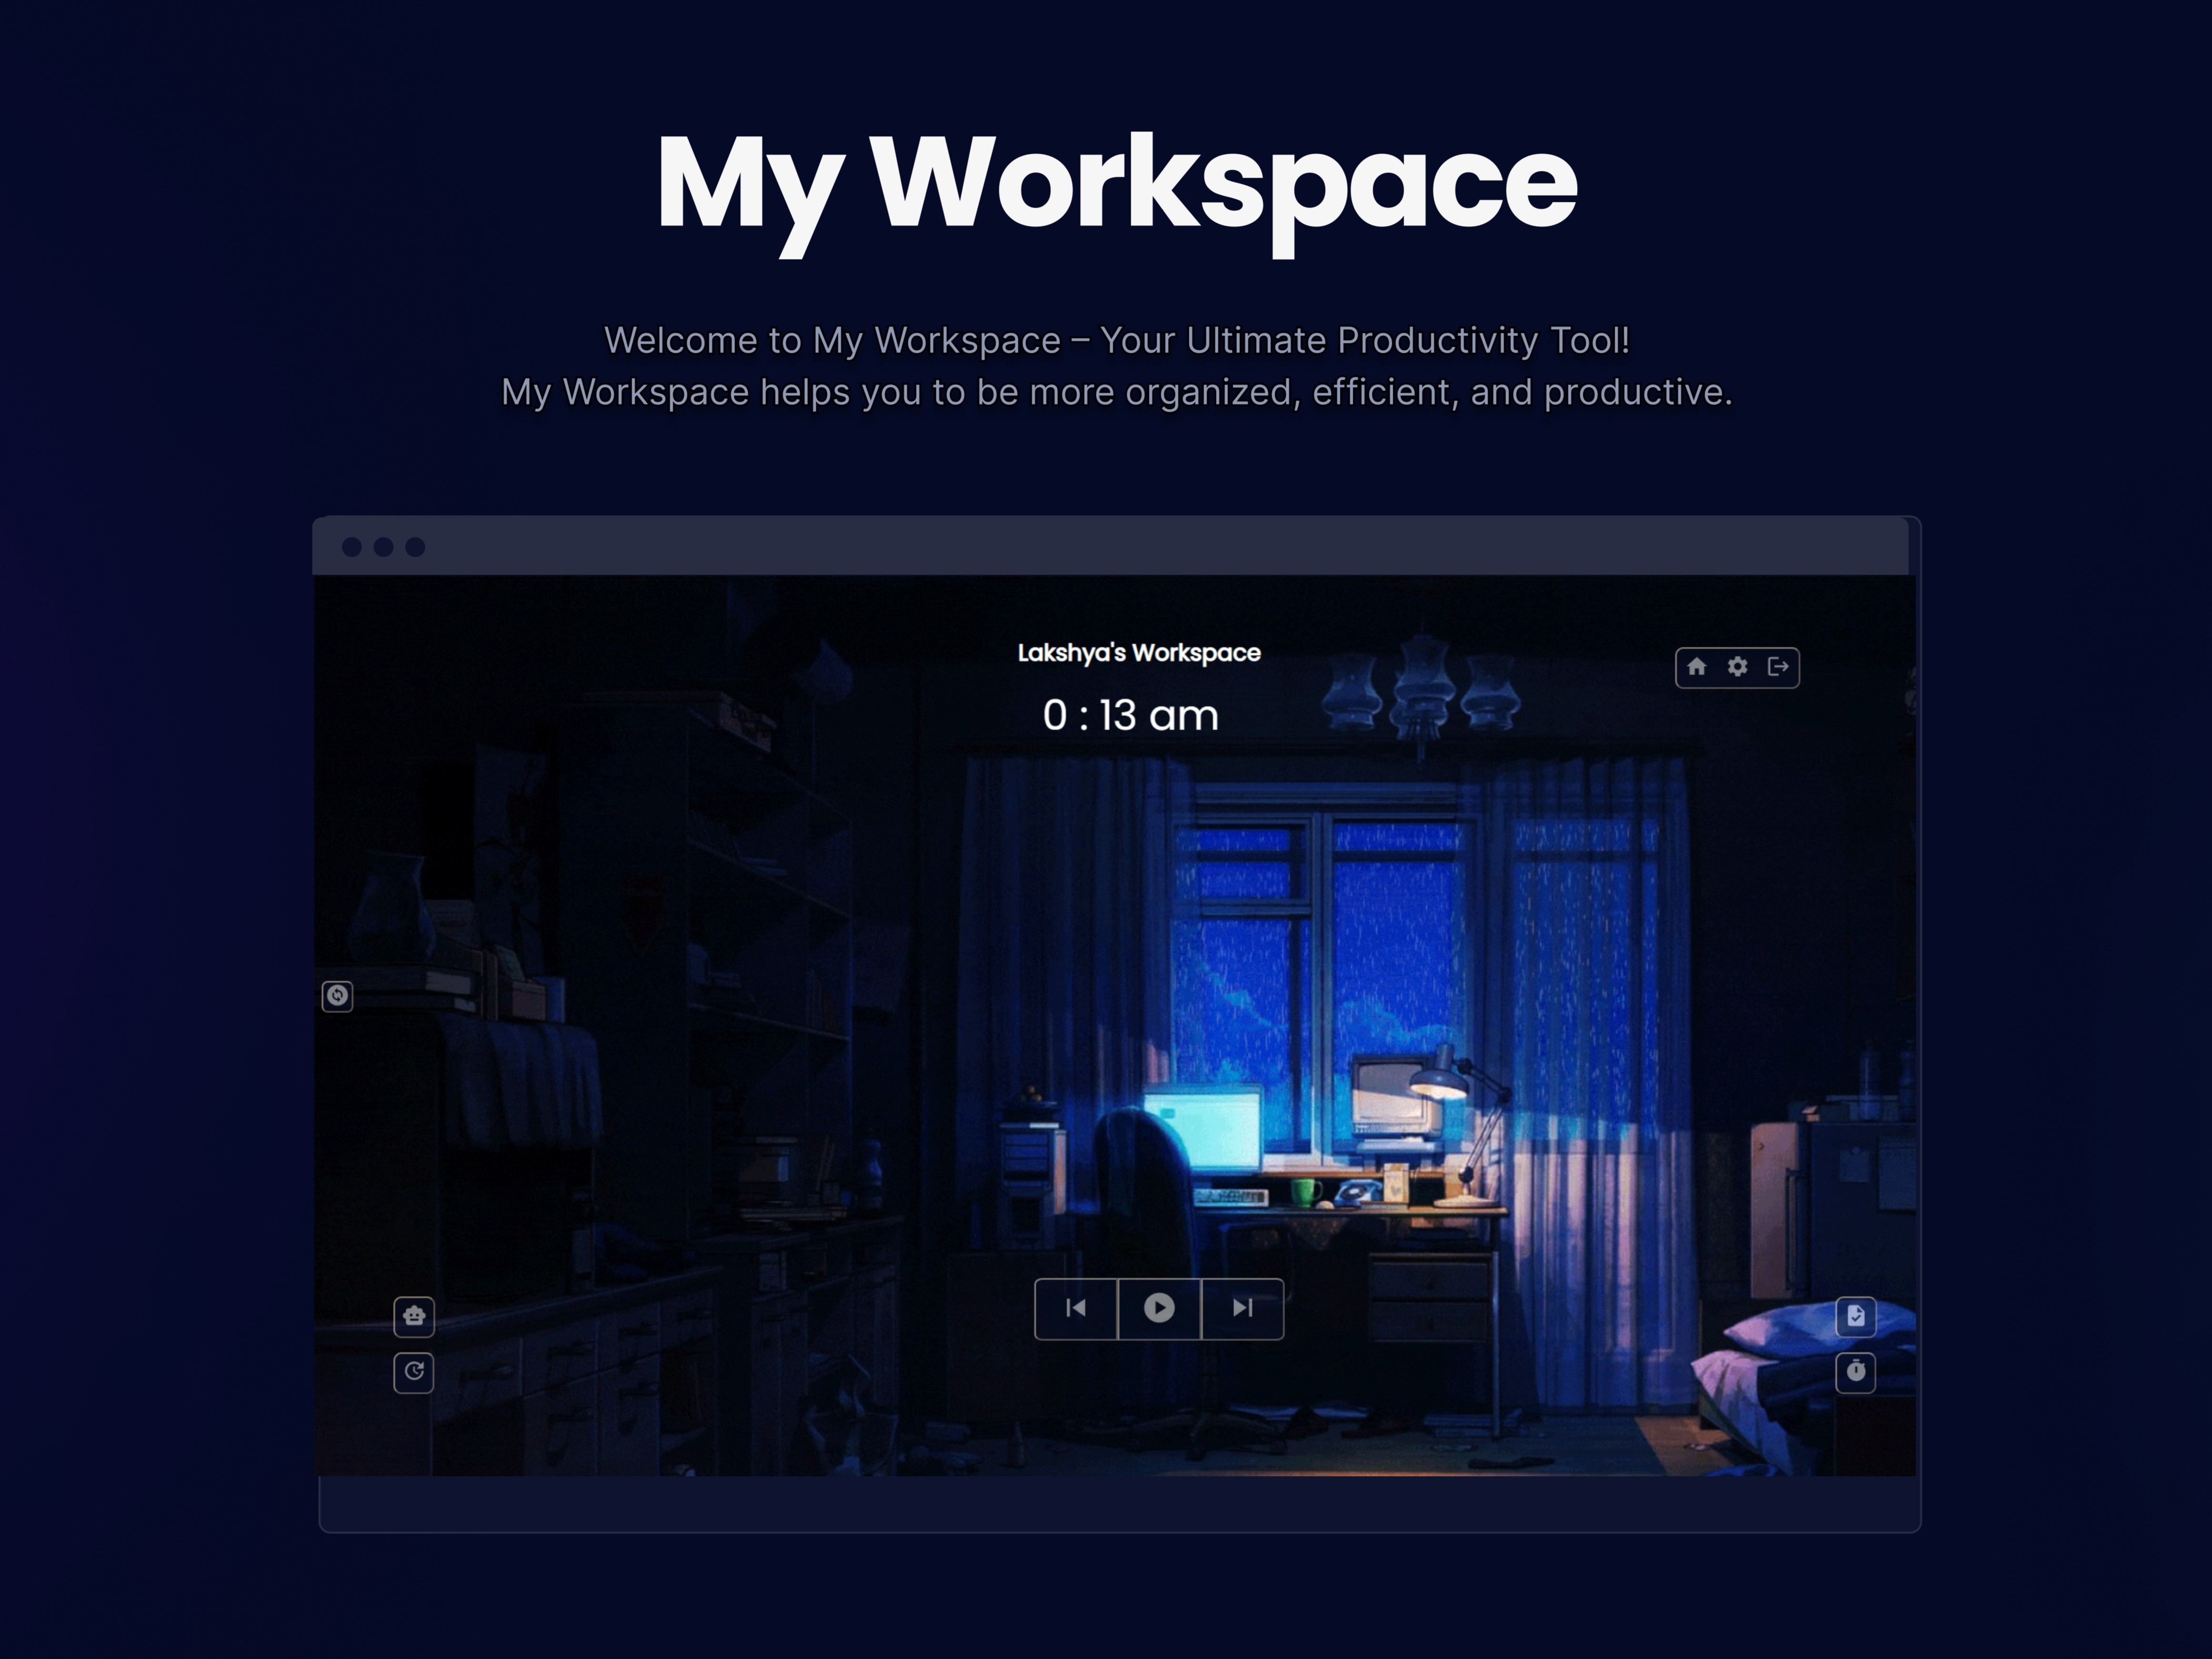 My Workspace
Welcome to My Workspace – Your Ultimate Productivity Tool!
My Workspace helps you to be more organized, efficient, and productive.
Lakshya's Workspace
0 : 13 am